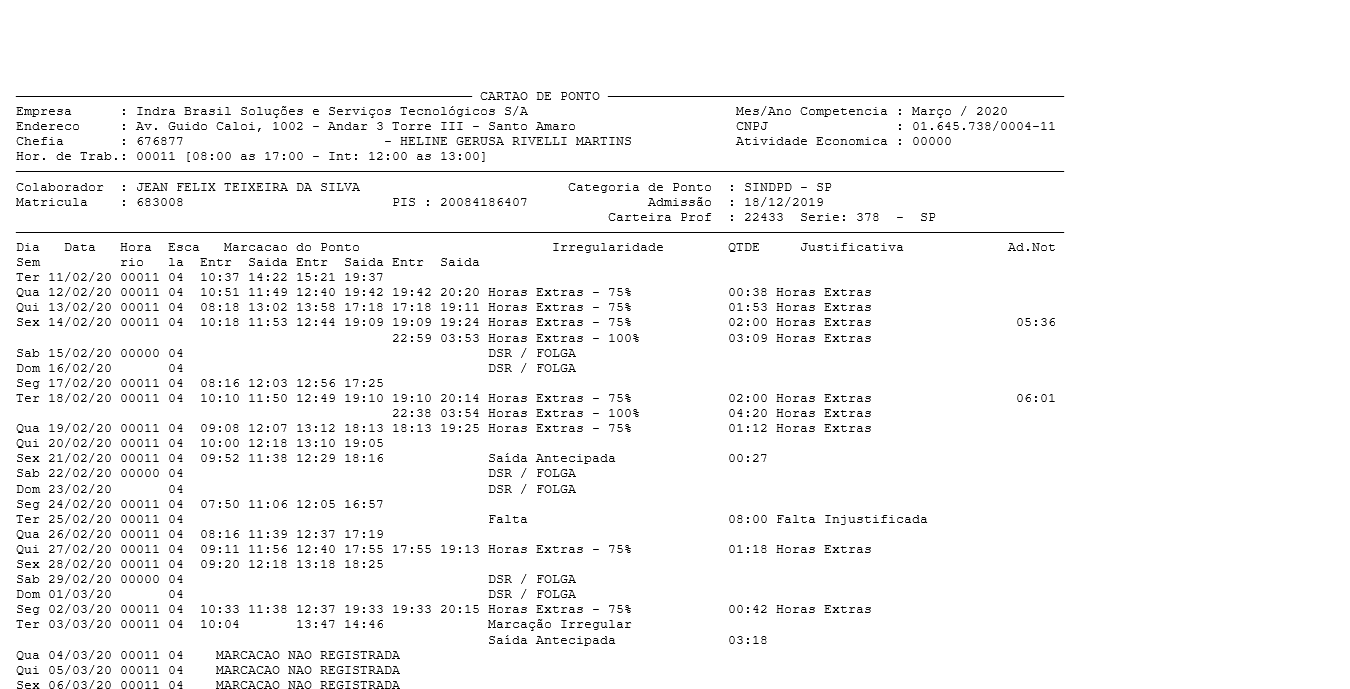 CARTAO DE PONTO
Empresa : Indra Brasil Soluções e Serviços Tecnológicos S/A Mes/Ano Competencia : Março / 2020
Endereco : Av. Guido Caloi, 1002 - Andar 3 Torre III - Santo Amaro CNPJ : 01.645.738/0004-11
Chefia : 676877 - HELINE GERUSA RIVELLI MARTINS Atividade Economica : 00000
Hor. de Trab.: 00011 [08:00 as 17:00 - Int: 12:00 as 13:00]
Colaborador : JEAN FELIX TEIXEIRA DA SILVA Categoria de Ponto : SINDPD - SP
Matricula : 683008 PIS : 20084186407 Admissão : 18/12/2019
Carteira Prof : 22433 Serie: 378 - SP
Dia Data Hora Esca Marcacao do Ponto Irregularidade QTDE Justificativa Ad.Not
Sem rio la Entr Saida Entr Saida Entr Saida
Ter 11/02/20 00011 04 10:37 14:22 15:21 19:37
Qua 12/02/20 00011 04 10:51 11:49 12:40 19:42 19:42 20:20 Horas Extras - 75% 00:38 Horas Extras
Qui 13/02/20 00011 04 08:18 13:02 13:58 17:18 17:18 19:11 Horas Extras - 75% 01:53 Horas Extras
Sex 14/02/20 00011 04 10:18 11:53 12:44 19:09 19:09 19:24 Horas Extras - 75% 02:00 Horas Extras 05:36
22:59 03:53 Horas Extras - 100% 03:09 Horas Extras
Sab 15/02/20 00000 04 DSR / FOLGA
Dom 16/02/20 04 DSR / FOLGA
Seg 17/02/20 00011 04 08:16 12:03 12:56 17:25
Ter 18/02/20 00011 04 10:10 11:50 12:49 19:10 19:10 20:14 Horas Extras - 75% 02:00 Horas Extras 06:01
22:38 03:54 Horas Extras - 100% 04:20 Horas Extras
Qua 19/02/20 00011 04 09:08 12:07 13:12 18:13 18:13 19:25 Horas Extras - 75% 01:12 Horas Extras
Qui 20/02/20 00011 04 10:00 12:18 13:10 19:05
Sex 21/02/20 00011 04 09:52 11:38 12:29 18:16 Saída Antecipada 00:27
Sab 22/02/20 00000 04 DSR / FOLGA
Dom 23/02/20 04 DSR / FOLGA
Seg 24/02/20 00011 04 07:50 11:06 12:05 16:57
Ter 25/02/20 00011 04 Falta 08:00 Falta Injustificada
Qua 26/02/20 00011 04 08:16 11:39 12:37 17:19
Qui 27/02/20 00011 04 09:11 11:56 12:40 17:55 17:55 19:13 Horas Extras - 75% 01:18 Horas Extras
Sex 28/02/20 00011 04 09:20 12:18 13:18 18:25
Sab 29/02/20 00000 04 DSR / FOLGA
Dom 01/03/20 04 DSR / FOLGA
Seg 02/03/20 00011 04 10:33 11:38 12:37 19:33 19:33 20:15 Horas Extras - 75% 00:42 Horas Extras
Ter 03/03/20 00011 04 10:04 13:47 14:46 Marcação Irregular
Saída Antecipada 03:18
Qua 04/03/20 00011 04 MARCACAO NAO REGISTRADA
Qui 05/03/20 00011 04 MARCACAO NAO REGISTRADA
Sex 06/03/20 00011 04 MARCACAO NAO REGISTRADA